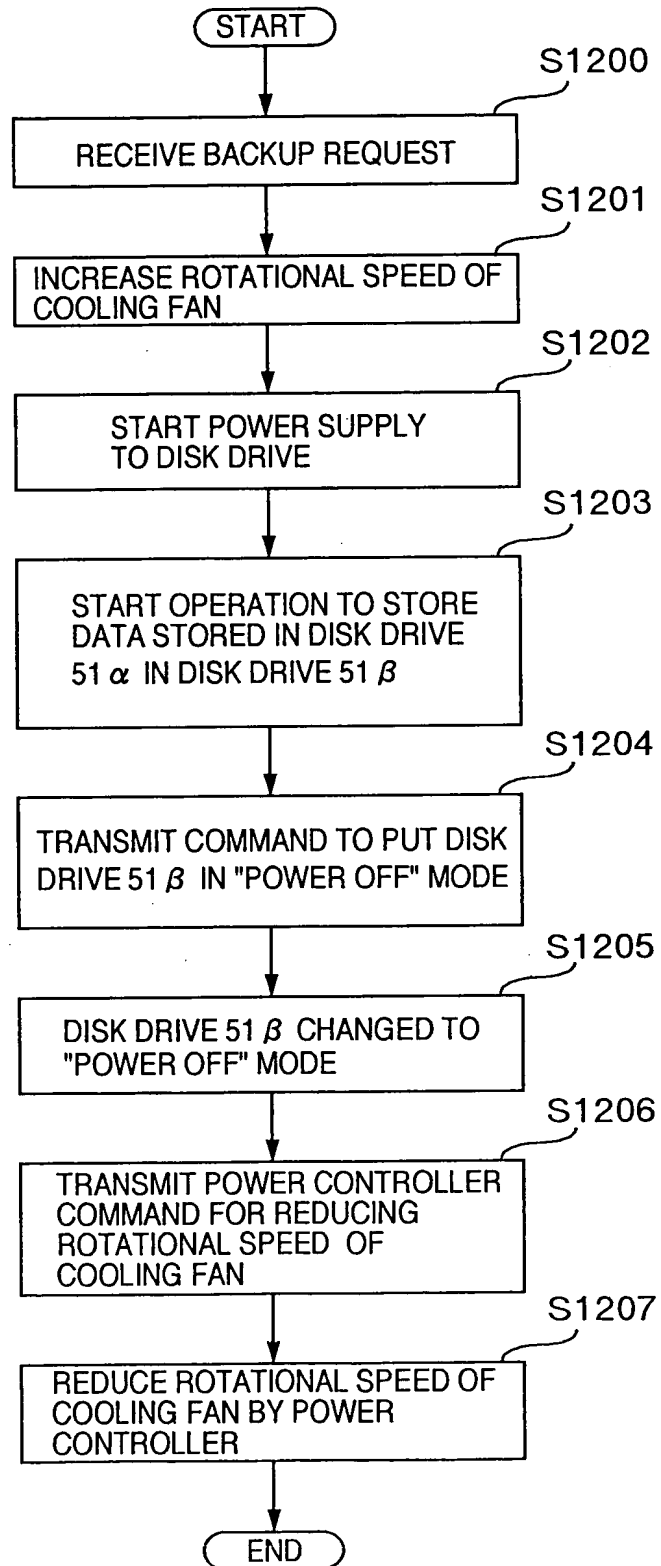 START
S1200
RECEIVE BACKUP REQUEST
S1201
INCREASE ROTATIONAL SPEED OF
COOLING FAN
S1202
START POWER SUPPLY
TO DISK DRIVE
S1203
START OPERATION TO STORE
DATA STORED IN DISK DRIVE
51 α IN DISK DRIVE 51 β
S1204
TRANSMIT COMMAND TO PUT DISK
DRIVE 51 β IN "POWER OFF" MODE
S1205
DISK DRIVE 51 β CHANGED TO
"POWER OFF" MODE
S1206
TRANSMIT POWER CONTROLLER
COMMAND FOR REDUCING
ROTATIONAL SPEED OF
COOLING FAN
S1207
REDUCE ROTATIONAL SPEED OF
COOLING FAN BY POWER
CONTROLLER
END